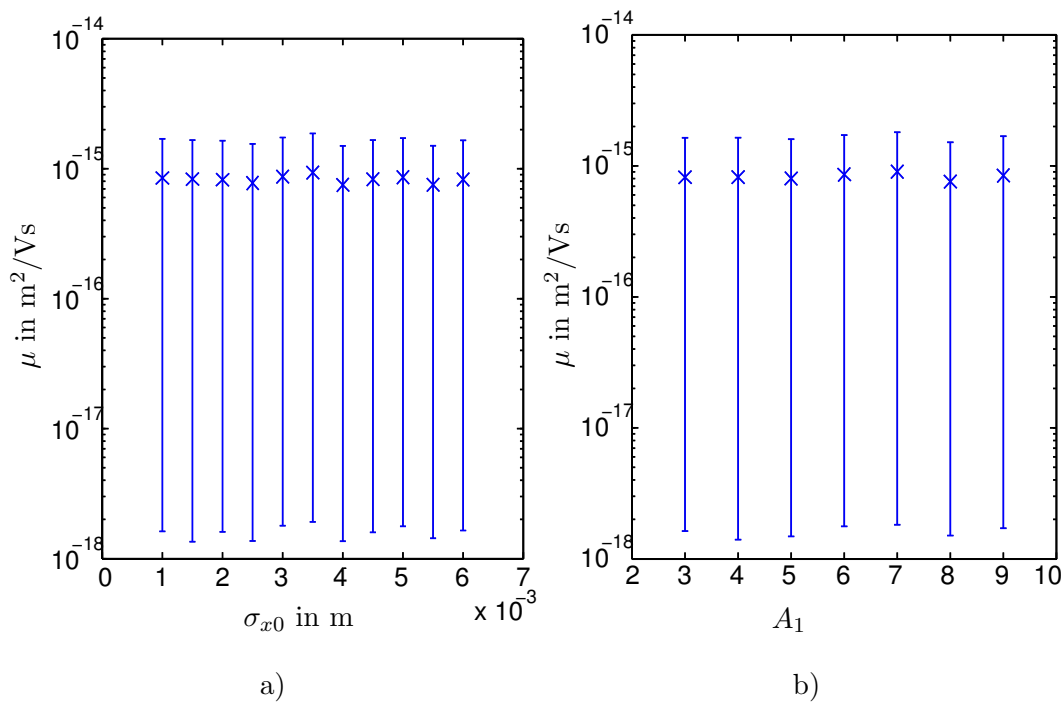 10⁻¹⁴
10⁻¹⁵
10⁻¹⁶
10⁻¹⁷
10⁻¹⁸
μ in m²/Vs
0 1 2 3 4 5 6 7
x 10⁻³
σₓ₀ in m
a)
10⁻¹⁴
10⁻¹⁵
10⁻¹⁶
10⁻¹⁷
10⁻¹⁸
μ in m²/Vs
2 3 4 5 6 7 8 9 10
A₁
b)